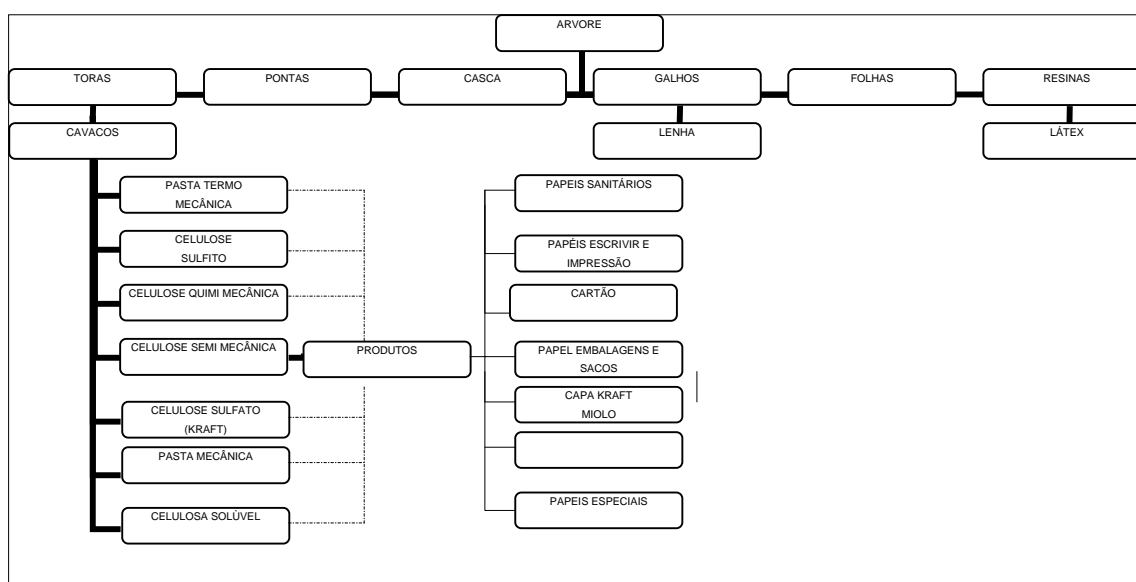 ARVORE
TORAS
PONTAS
CASCA
GALHOS
FOLHAS
RESINAS
CAVACOS
LENHA
LÁTEX
PASTA TERMO
MECÂNICA
CELULOSE
SULFITO
CELULOSE QUIMI MECÂNICA
CELULOSE SEMI MECÂNICA
CELULOSE SULFATO
(KRAFT)
PASTA MECÂNICA
CELULOSA SOLÙVEL
PRODUTOS
PAPEIS SANITÁRIOS
PAPÉIS ESCRIVIR E
IMPRESSÃO
CARTÃO
PAPEL EMBALAGENS E
SACOS
CAPA KRAFT
MIOLO
PAPEIS ESPECIAIS